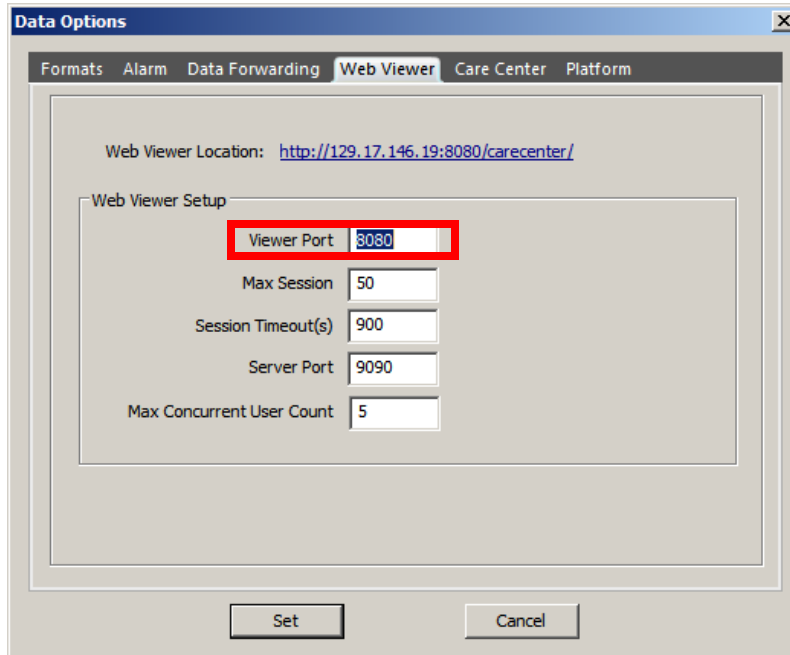 Data Options
Formats Alarm Data Forwarding Web Viewer Care Center Platform
Web Viewer Location: http://129.17.146.19:8080/carecenter/
Web Viewer Setup
Viewer Port 8080
Max Session 50
Session Timeout(s) 900
Server Port 9090
Max Concurrent User Count 5
Set Cancel